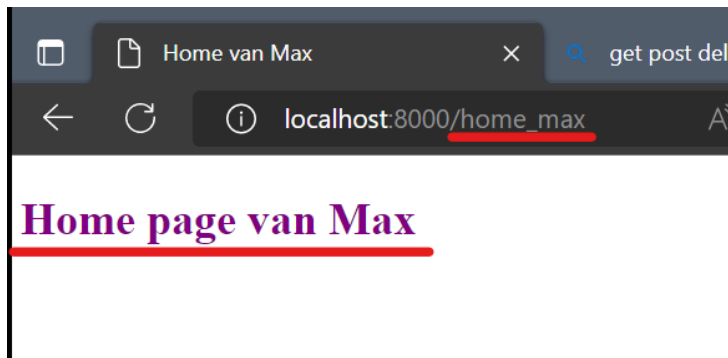 Home van Max
get post del
localhost:8000/home_max
Home page van Max